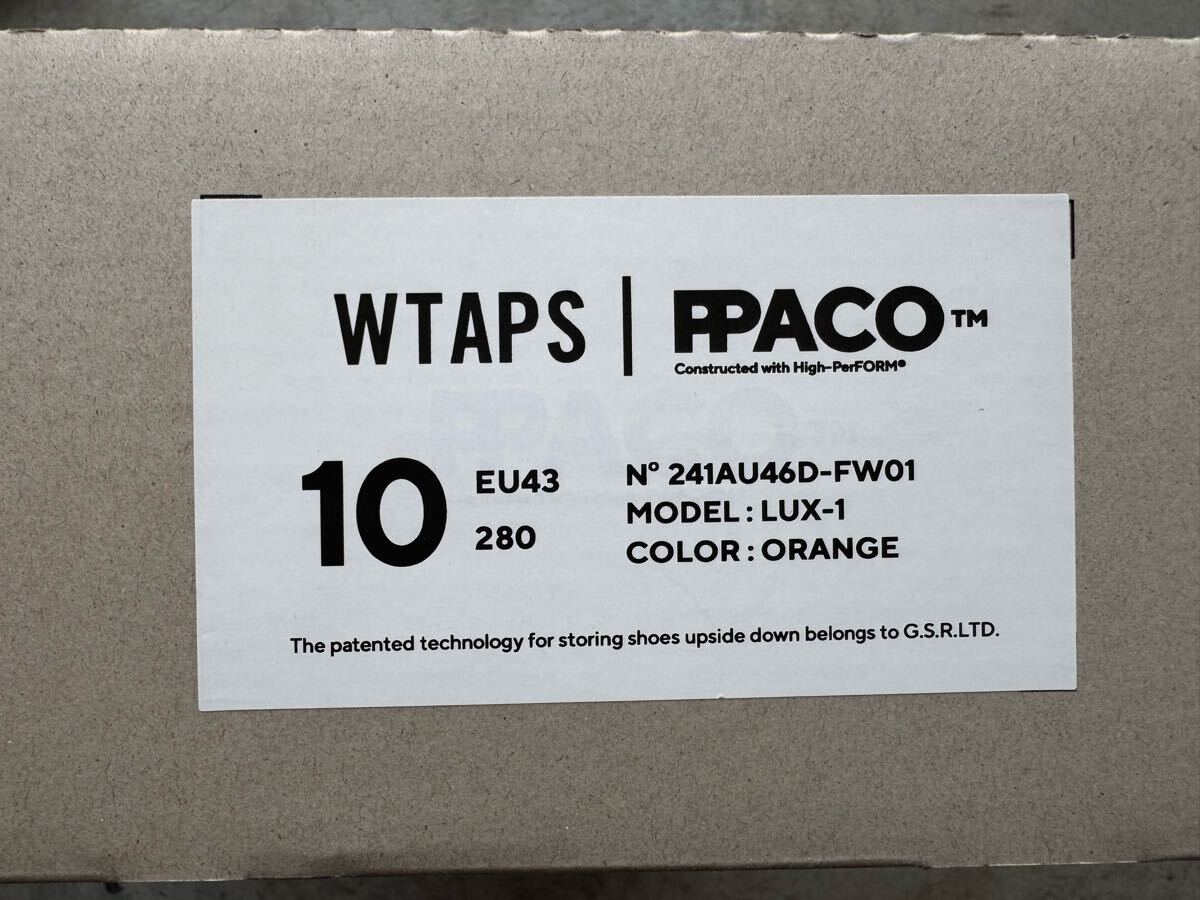 WTAPS | PPACO™
Constructed with High-PerFORM®
10
EU43
280
Nº 241AU46D-FW01
MODEL : LUX-1
COLOR : ORANGE
The patented technology for storing shoes upside down belongs to G.S.R.LTD.